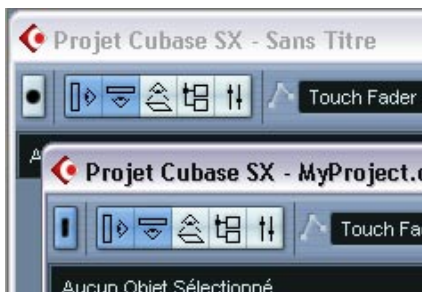 Projet Cubase SX - Sans Titre
Touch Fader
A
Projet Cubase SX - MyProject.
Touch Fa
Aucun Objet Sélectionné